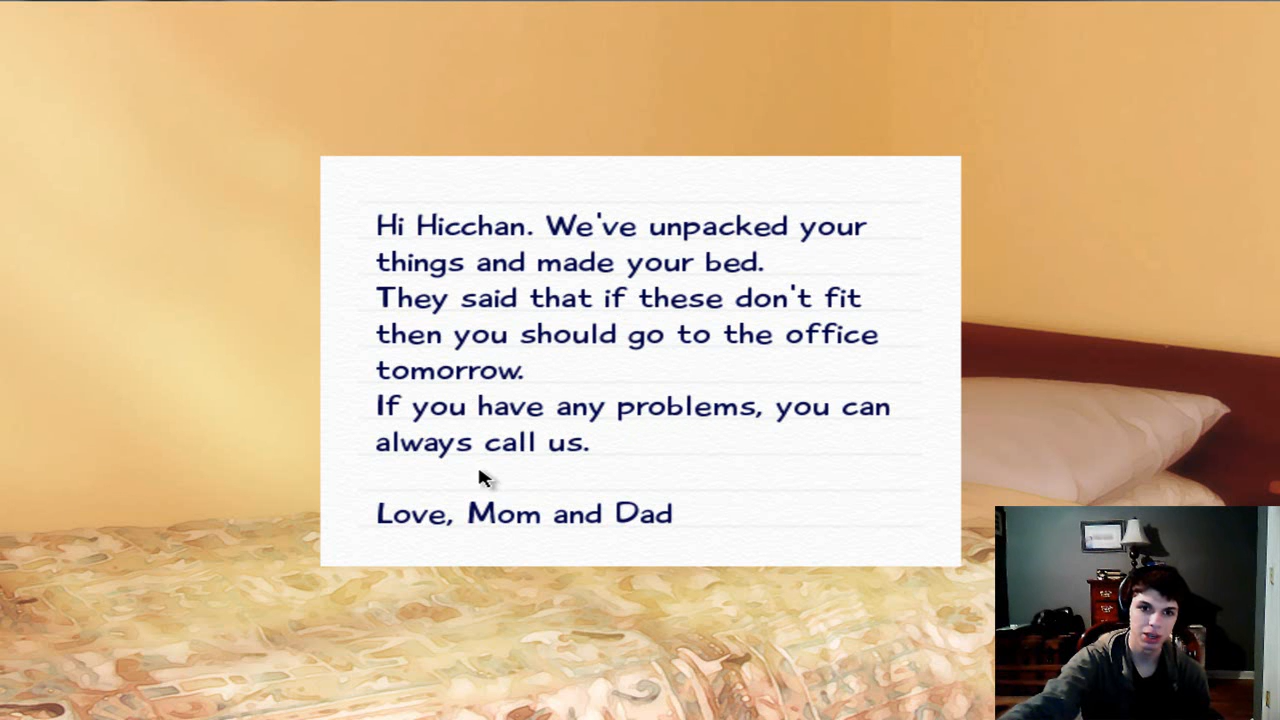 Hi Hicchan. We've unpacked your
things and made your bed.
They said that if these don't fit
then you should go to the office
tomorrow.
If you have any problems, you can
always call us.
Love, Mom and Dad